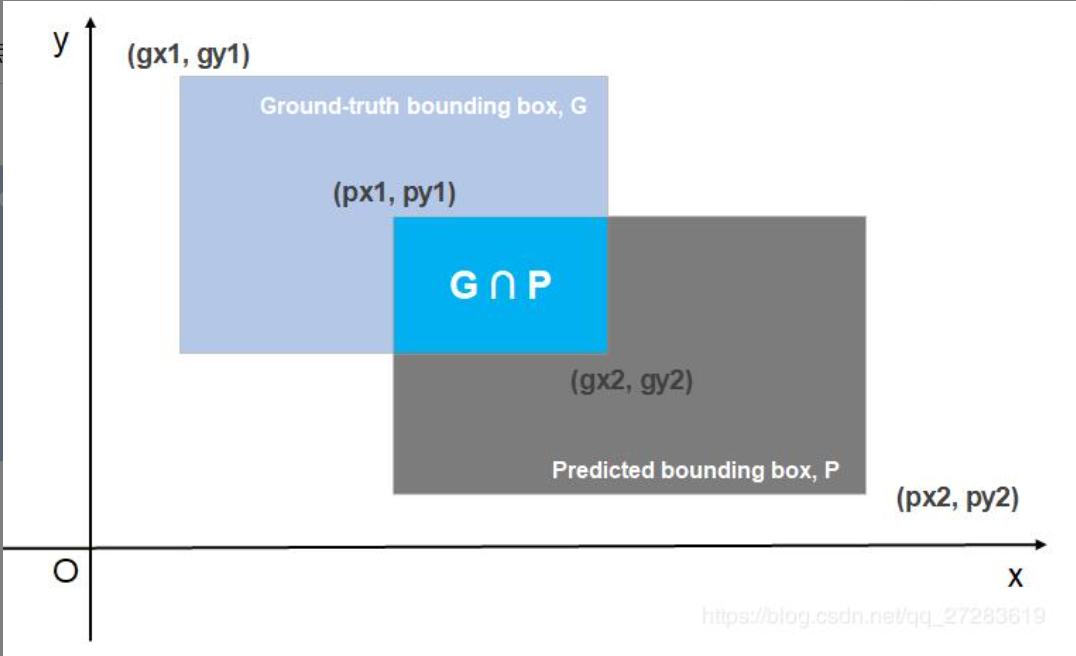 y
(gx1, gy1)
Ground-truth bounding box, G
(px1, py1)
G ∩ P
(gx2, gy2)
Predicted bounding box, P
(px2, py2)
O
x
https://blog.csdn.net/qq_27283619